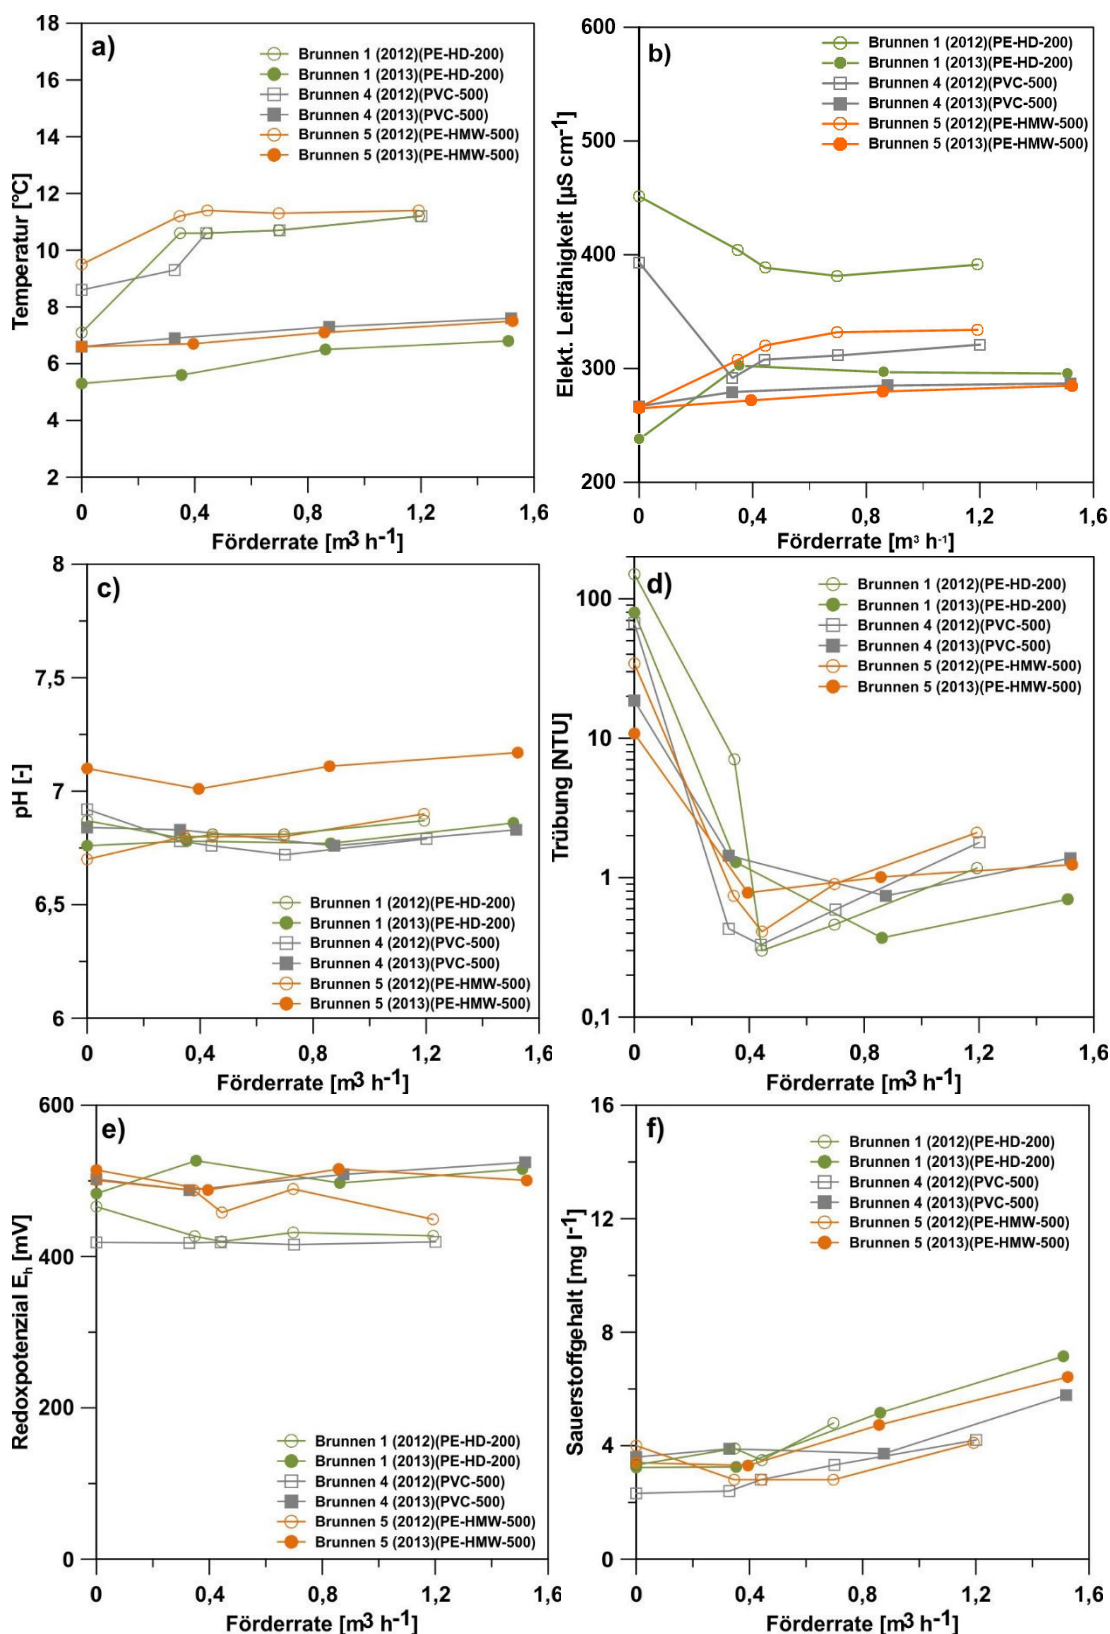 a)
Brunnen 1 (2012)(PE-HD-200)
Brunnen 1 (2013)(PE-HD-200)
Brunnen 4 (2012)(PVC-500)
Brunnen 4 (2013)(PVC-500)
Brunnen 5 (2012)(PE-HMW-500)
Brunnen 5 (2013)(PE-HMW-500)
Temperatur [°C]
18
16
14
12
10
8
6
4
2
0 0,4 0,8 1,2 1,6
Förderrate [m³ h⁻¹]
b)
Brunnen 1 (2012)(PE-HD-200)
Brunnen 1 (2013)(PE-HD-200)
Brunnen 4 (2012)(PVC-500)
Brunnen 4 (2013)(PVC-500)
Brunnen 5 (2012)(PE-HMW-500)
Brunnen 5 (2013)(PE-HMW-500)
Elekt. Leitfähigkeit [µS cm⁻¹]
600
500
400
300
200
0 0,4 0,8 1,2 1,6
Förderrate [m³ h⁻¹]
c)
pH [-]
8
7,5
7
6,5
6
Brunnen 1 (2012)(PE-HD-200)
Brunnen 1 (2013)(PE-HD-200)
Brunnen 4 (2012)(PVC-500)
Brunnen 4 (2013)(PVC-500)
Brunnen 5 (2012)(PE-HMW-500)
Brunnen 5 (2013)(PE-HMW-500)
0 0,4 0,8 1,2 1,6
Förderrate [m³ h⁻¹]
d)
Brunnen 1 (2012)(PE-HD-200)
Brunnen 1 (2013)(PE-HD-200)
Brunnen 4 (2012)(PVC-500)
Brunnen 4 (2013)(PVC-500)
Brunnen 5 (2012)(PE-HMW-500)
Brunnen 5 (2013)(PE-HMW-500)
Trübung [NTU]
100
10
1
0,1
0 0,4 0,8 1,2 1,6
Förderrate [m³ h⁻¹]
e)
Redoxpotenzial Eₕ [mV]
600
400
200
0
Brunnen 1 (2012)(PE-HD-200)
Brunnen 1 (2013)(PE-HD-200)
Brunnen 4 (2012)(PVC-500)
Brunnen 4 (2013)(PVC-500)
Brunnen 5 (2012)(PE-HMW-500)
Brunnen 5 (2013)(PE-HMW-500)
0 0,4 0,8 1,2 1,6
Förderrate [m³ h⁻¹]
f)
Brunnen 1 (2012)(PE-HD-200)
Brunnen 1 (2013)(PE-HD-200)
Brunnen 4 (2012)(PVC-500)
Brunnen 4 (2013)(PVC-500)
Brunnen 5 (2012)(PE-HMW-500)
Brunnen 5 (2013)(PE-HMW-500)
Sauerstoffgehalt [mg l⁻¹]
16
12
8
4
0
0 0,4 0,8 1,2 1,6
Förderrate [m³ h⁻¹]